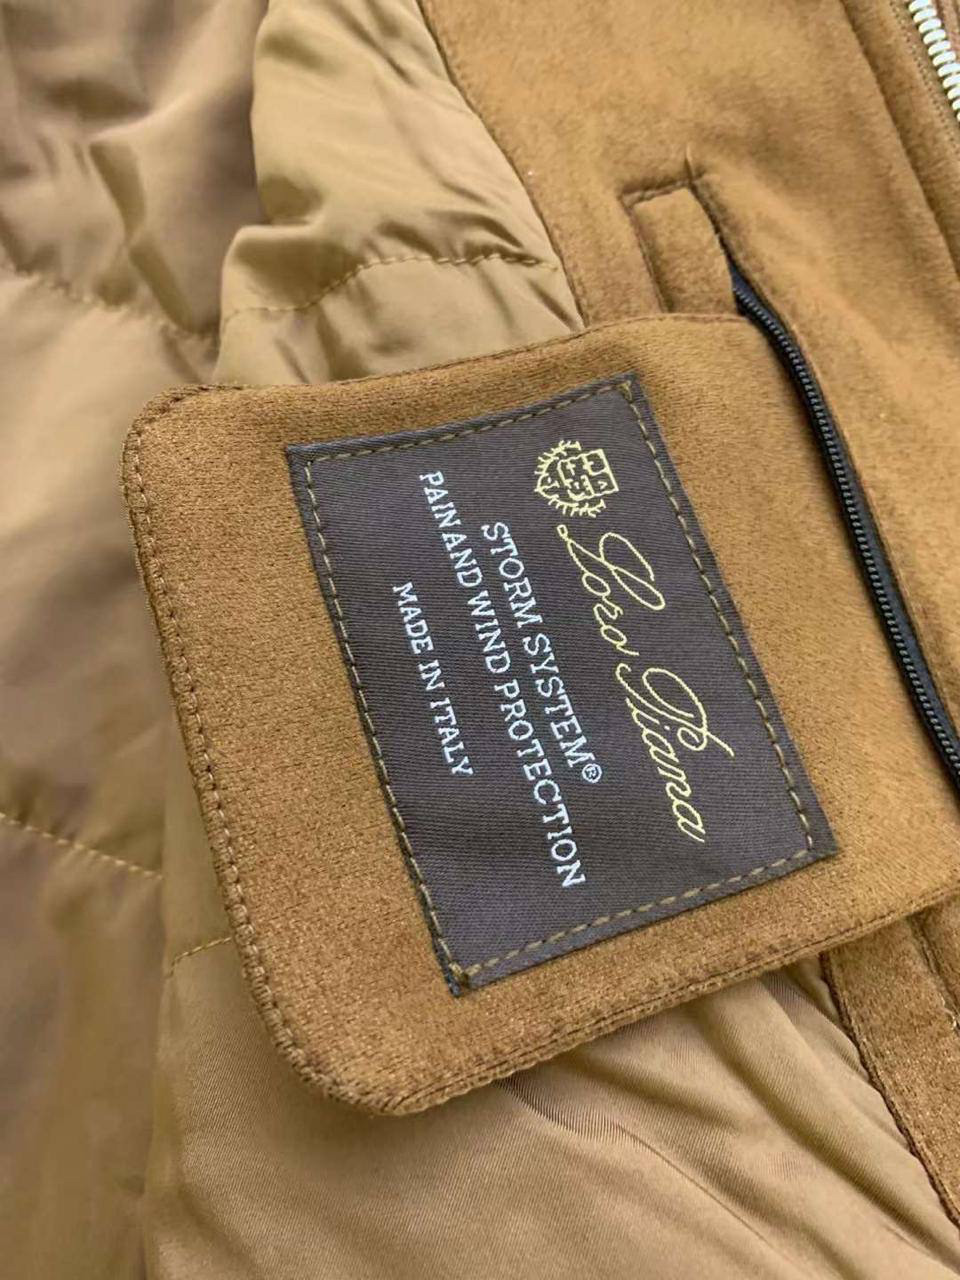 Loro Piana
STORM SYSTEM®
PAIN AND WIND PROTECTION
MADE IN ITALY